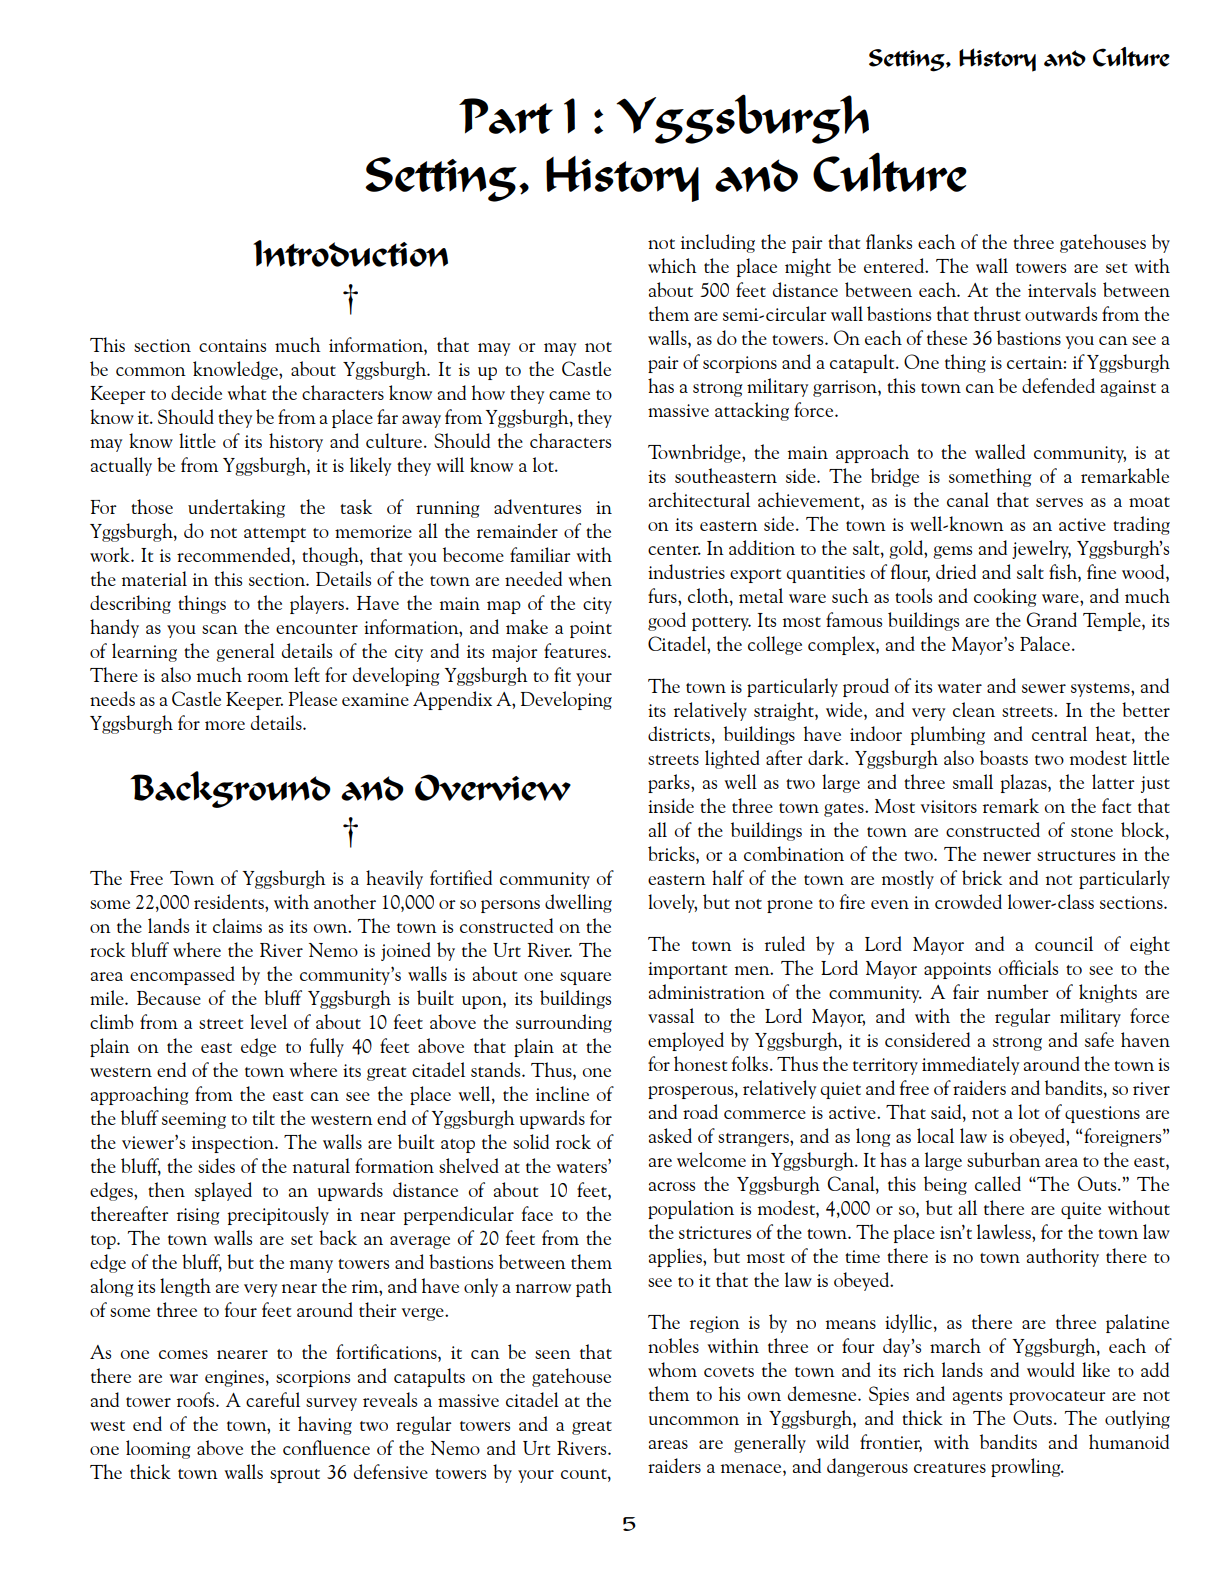 Setting, History and Culture
Part 1 : Yggsburgh
Setting, History and Culture
Introduction
†
This section contains much information, that may or may not
be common knowledge, about Yggsburgh. It is up to the Castle
Keeper to decide what the characters know and how they came to
know it. Should they be from a place far away from Yggsburgh, they
may know little of its history and culture. Should the characters
actually be from Yggsburgh, it is likely they will know a lot.
For those undertaking the task of running adventures in
Yggsburgh, do not attempt to memorize all the remainder of the
work. It is recommended, though, that you become familiar with
the material in this section. Details of the town are needed when
describing things to the players. Have the main map of the city
handy as you scan the encounter information, and make a point
of learning the general details of the city and its major features.
There is also much room left for developing Yggsburgh to fit your
needs as a Castle Keeper. Please examine Appendix A, Developing
Yggsburgh for more details.
Background and Overview
†
The Free Town of Yggsburgh is a heavily fortified community of
some 22,000 residents, with another 10,000 or so persons dwelling
on the lands it claims as its own. The town is constructed on the
rock bluff where the River Nemo is joined by the Urt River. The
area encompassed by the community's walls is about one square
mile. Because of the bluff Yggsburgh is built upon, its buildings
climb from a street level of about 10 feet above the surrounding
plain on the east edge to fully 40 feet above that plain at the
western end of the town where its great citadel stands. Thus, one
approaching from the east can see the place well, the incline of
the bluff seeming to tilt the western end of Yggsburgh upwards for
the viewer's inspection. The walls are built atop the solid rock of
the bluff, the sides of the natural formation shelved at the waters'
edges, then splayed to an upwards distance of about 10 feet,
thereafter rising precipitously in near perpendicular face to the
top. The town walls are set back an average of 20 feet from the
edge of the bluff, but the many towers and bastions between them
along its length are very near the rim, and have only a narrow path
of some three to four feet around their verge.
As one comes nearer to the fortifications, it can be seen that
there are war engines, scorpions and catapults on the gatehouse
and tower roofs. A careful survey reveals a massive citadel at the
west end of the town, it having two regular towers and a great
one looming above the confluence of the Nemo and Urt Rivers.
The thick town walls sprout 36 defensive towers by your count,
not including the pair that flanks each of the three gatehouses by
which the place might be entered. The wall towers are set with
about 500 feet distance between each. At the intervals between
them are semi-circular wall bastions that thrust outwards from the
walls, as do the towers. On each of these 36 bastions you can see a
pair of scorpions and a catapult. One thing is certain: if Yggsburgh
has a strong military garrison, this town can be defended against a
massive attacking force.
Townbridge, the main approach to the walled community, is at
its southeastern side. The bridge is something of a remarkable
architectural achievement, as is the canal that serves as a moat
on its eastern side. The town is well-known as an active trading
center. In addition to the salt, gold, gems and jewelry, Yggsburgh's
industries export quantities of flour, dried and salt fish, fine wood,
furs, cloth, metal ware such as tools and cooking ware, and much
good pottery. Its most famous buildings are the Grand Temple, its
Citadel, the college complex, and the Mayor's Palace.
The town is particularly proud of its water and sewer systems, and
its relatively straight, wide, and very clean streets. In the better
districts, buildings have indoor plumbing and central heat, the
streets lighted after dark. Yggsburgh also boasts two modest little
parks, as well as two large and three small plazas, the latter just
inside the three town gates. Most visitors remark on the fact that
all of the buildings in the town are constructed of stone block,
bricks, or a combination of the two. The newer structures in the
eastern half of the town are mostly of brick and not particularly
lovely, but not prone to fire even in crowded lower-class sections.
The town is ruled by a Lord Mayor and a council of eight
important men. The Lord Mayor appoints officials to see to the
administration of the community. A fair number of knights are
vassal to the Lord Mayor, and with the regular military force
employed by Yggsburgh, it is considered a strong and safe haven
for honest folks. Thus the territory immediately around the town is
prosperous, relatively quiet and free of raiders and bandits, so river
and road commerce is active. That said, not a lot of questions are
asked of strangers, and as long as local law is obeyed, “foreigners”
are welcome in Yggsburgh. It has a large suburban area to the east,
across the Yggsburgh Canal, this being called “The Outs.” The
population is modest, 4,000 or so, but all there are quite without
the strictures of the town. The place isn't lawless, for the town law
applies, but most of the time there is no town authority there to
see to it that the law is obeyed.
The region is by no means idyllic, as there are three palatine
nobles within three or four day's march of Yggsburgh, each of
whom covets the town and its rich lands and would like to add
them to his own demesne. Spies and agents provocateur are not
uncommon in Yggsburgh, and thick in The Outs. The outlying
areas are generally wild frontier, with bandits and humanoid
raiders a menace, and dangerous creatures prowling.
5